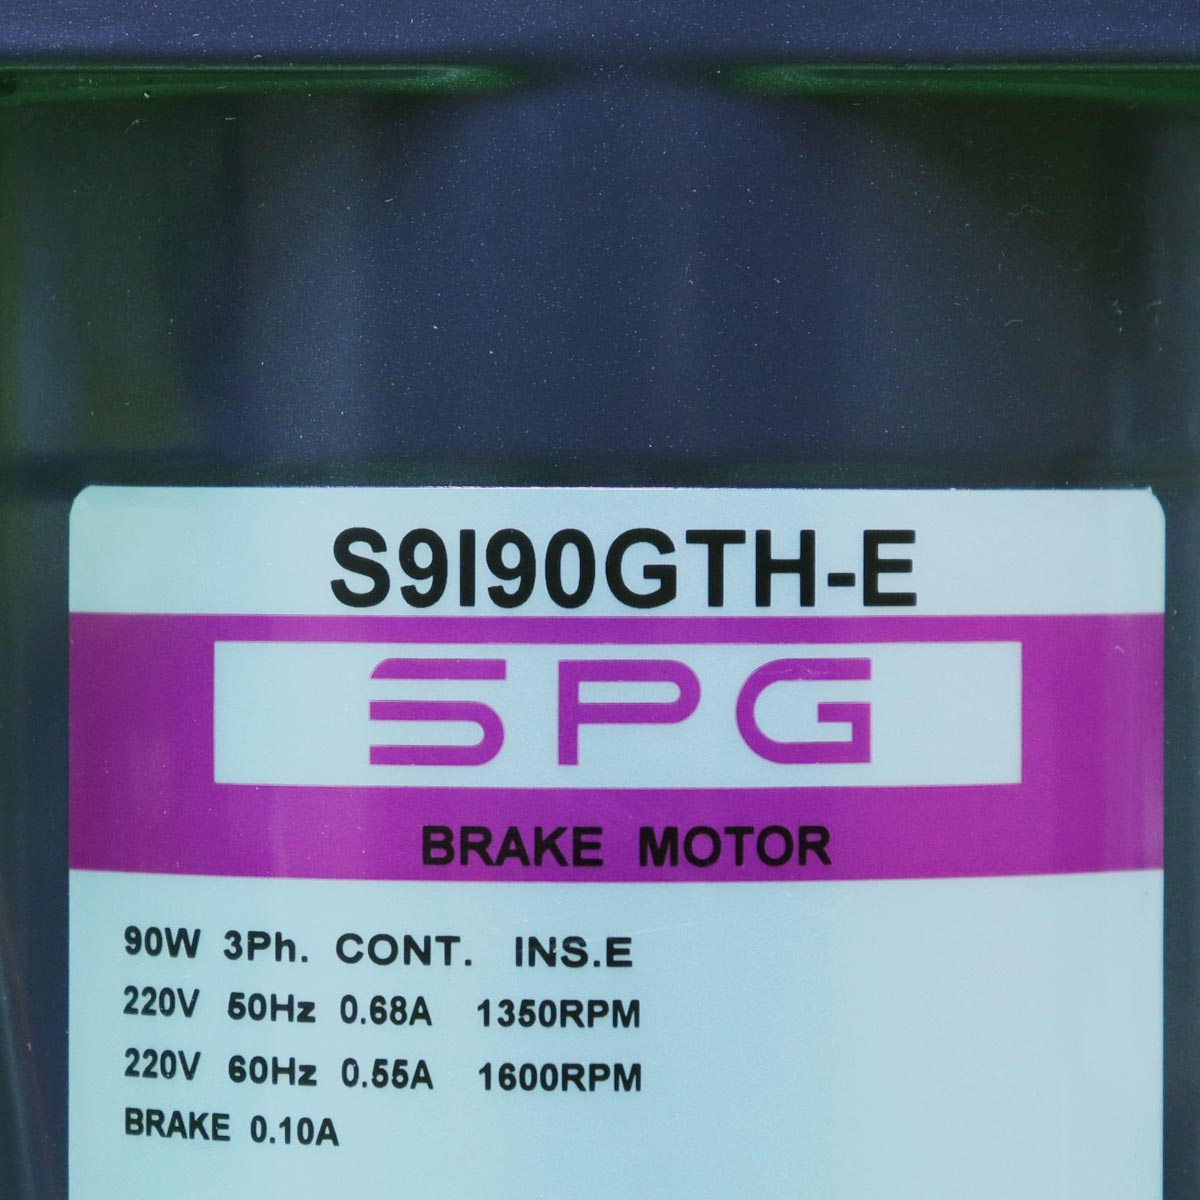 S9I90GTH-E
SPG
BRAKE MOTOR
90W 3Ph. CONT. INS.E
220V 50Hz 0.68A 1350RPM
220V 60Hz 0.55A 1600RPM
BRAKE 0.10A